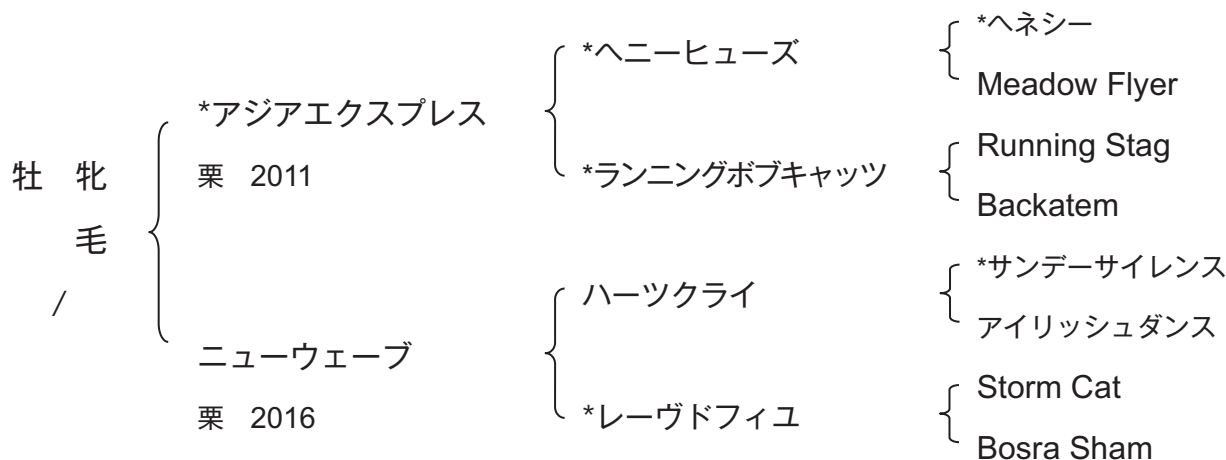 牡 牝
毛
/
*アジアエクスプレス
栗 2011
ニューウェーブ
栗 2016
*ヘニーヒューズ
*ランニングボブキャッツ
ハーツクライ
*レーヴドフィユ
*ヘネシー
Meadow Flyer
Running Stag
Backatem
*サンデーサイレンス
アイリッシュダンス
Storm Cat
Bosra Sham